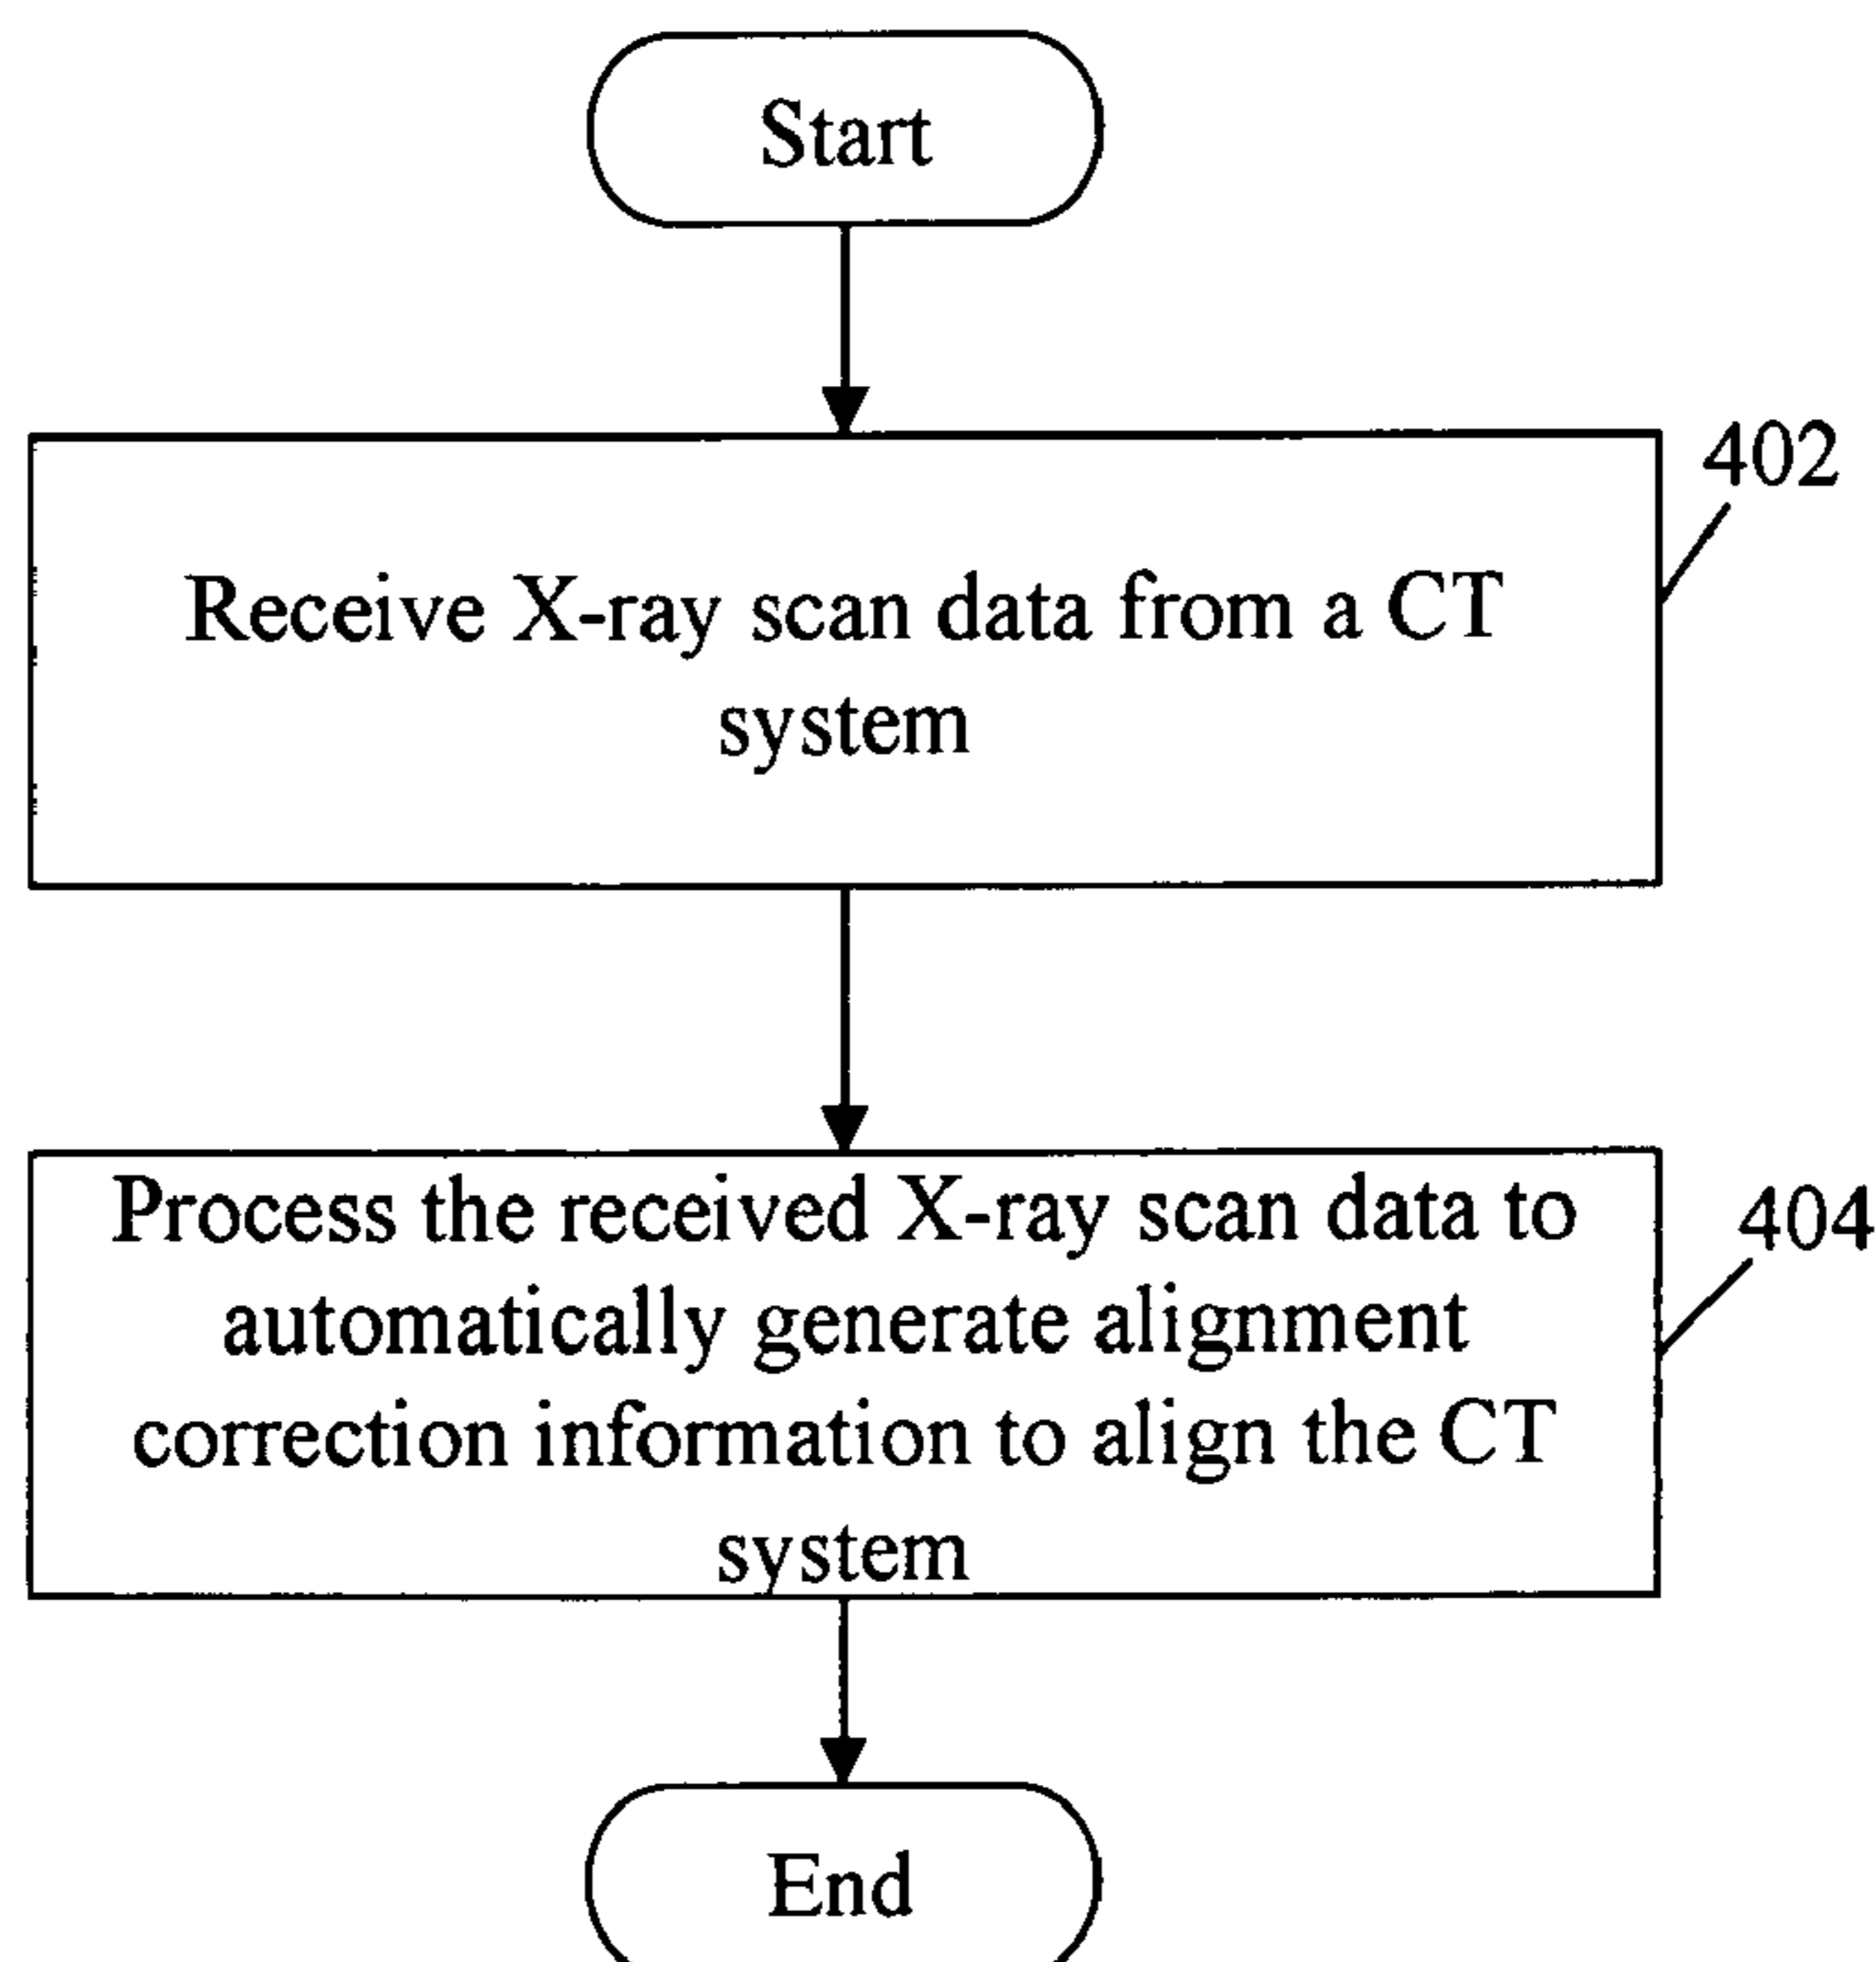 Start
402
Receive X-ray scan data from a CT
system
Process the received X-ray scan data to
404
automatically generate alignment
correction information to align the CT
system
End